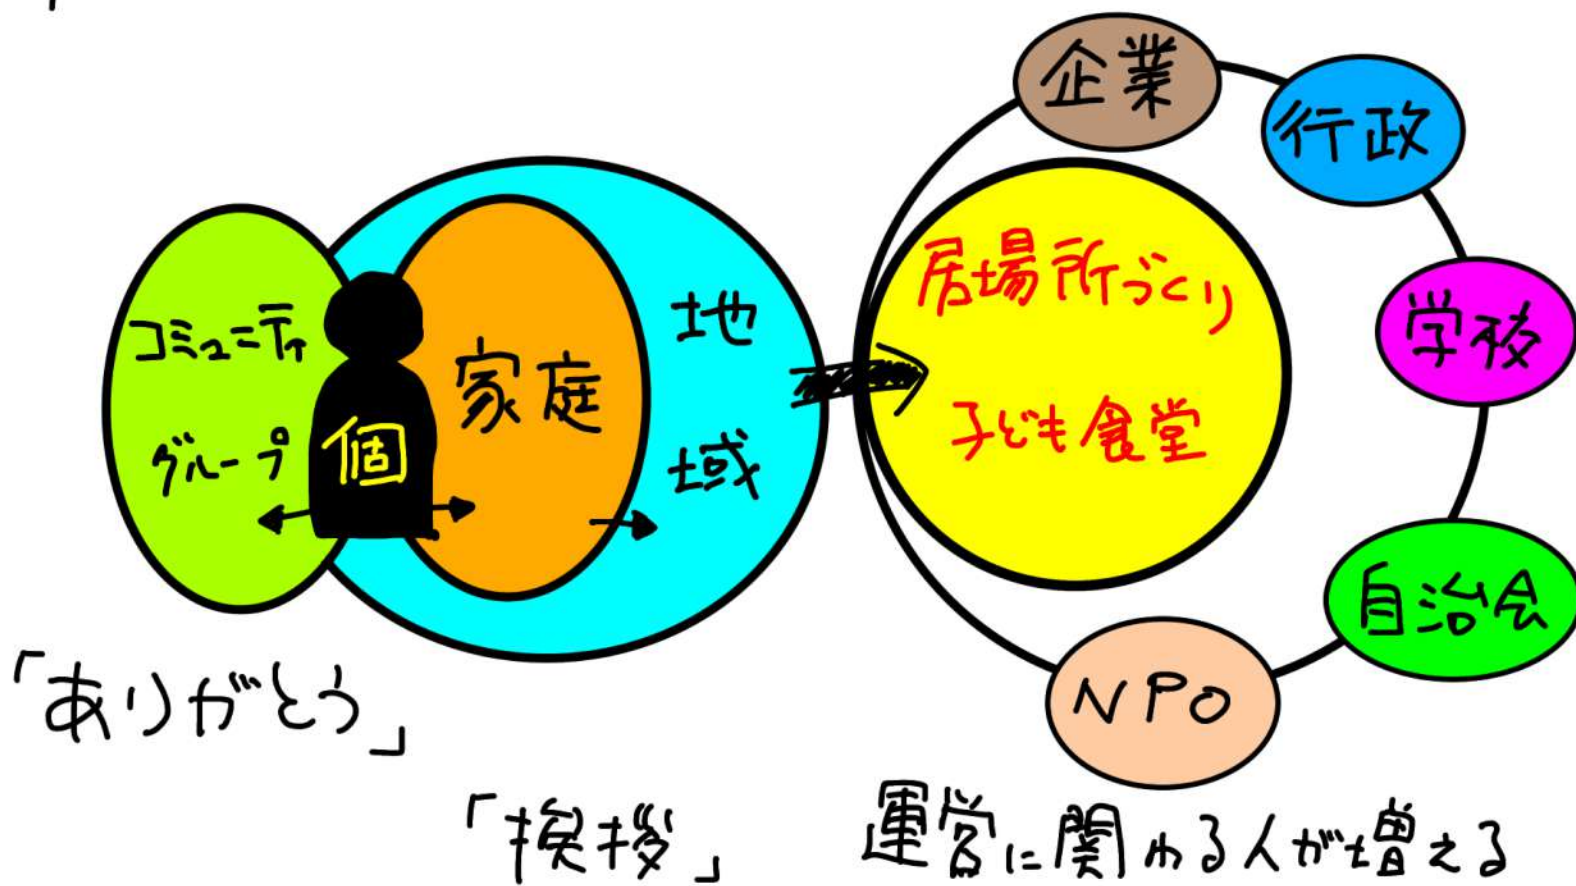 コミュニティ
グループ
個
家庭
地
域
居場所づくり
子ども食堂
企業
行政
学校
自治会
NPO
「ありがとう」
「挨拶」
運営に関わる人が増える